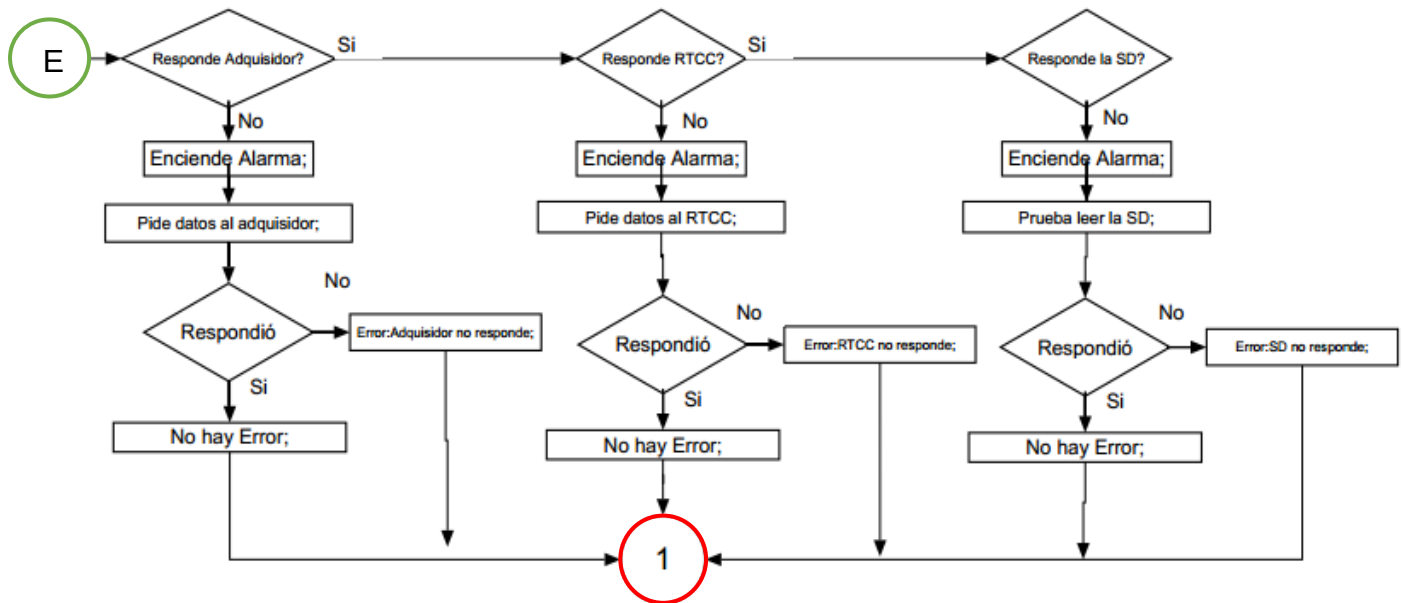 E
Responde Adquisidor?
Si
Responde RTCC?
Si
Responde la SD?
No
No
No
Enciende Alarma;
Enciende Alarma;
Enciende Alarma;
Pide datos al adquisidor;
Pide datos al RTCC;
Prueba leer la SD;
No
No
No
Respondió
Error:Adquisidor no responde;
Respondió
Error:RTCC no responde;
Respondió
Error:SD no responde;
Si
Si
Si
No hay Error;
No hay Error;
No hay Error;
1